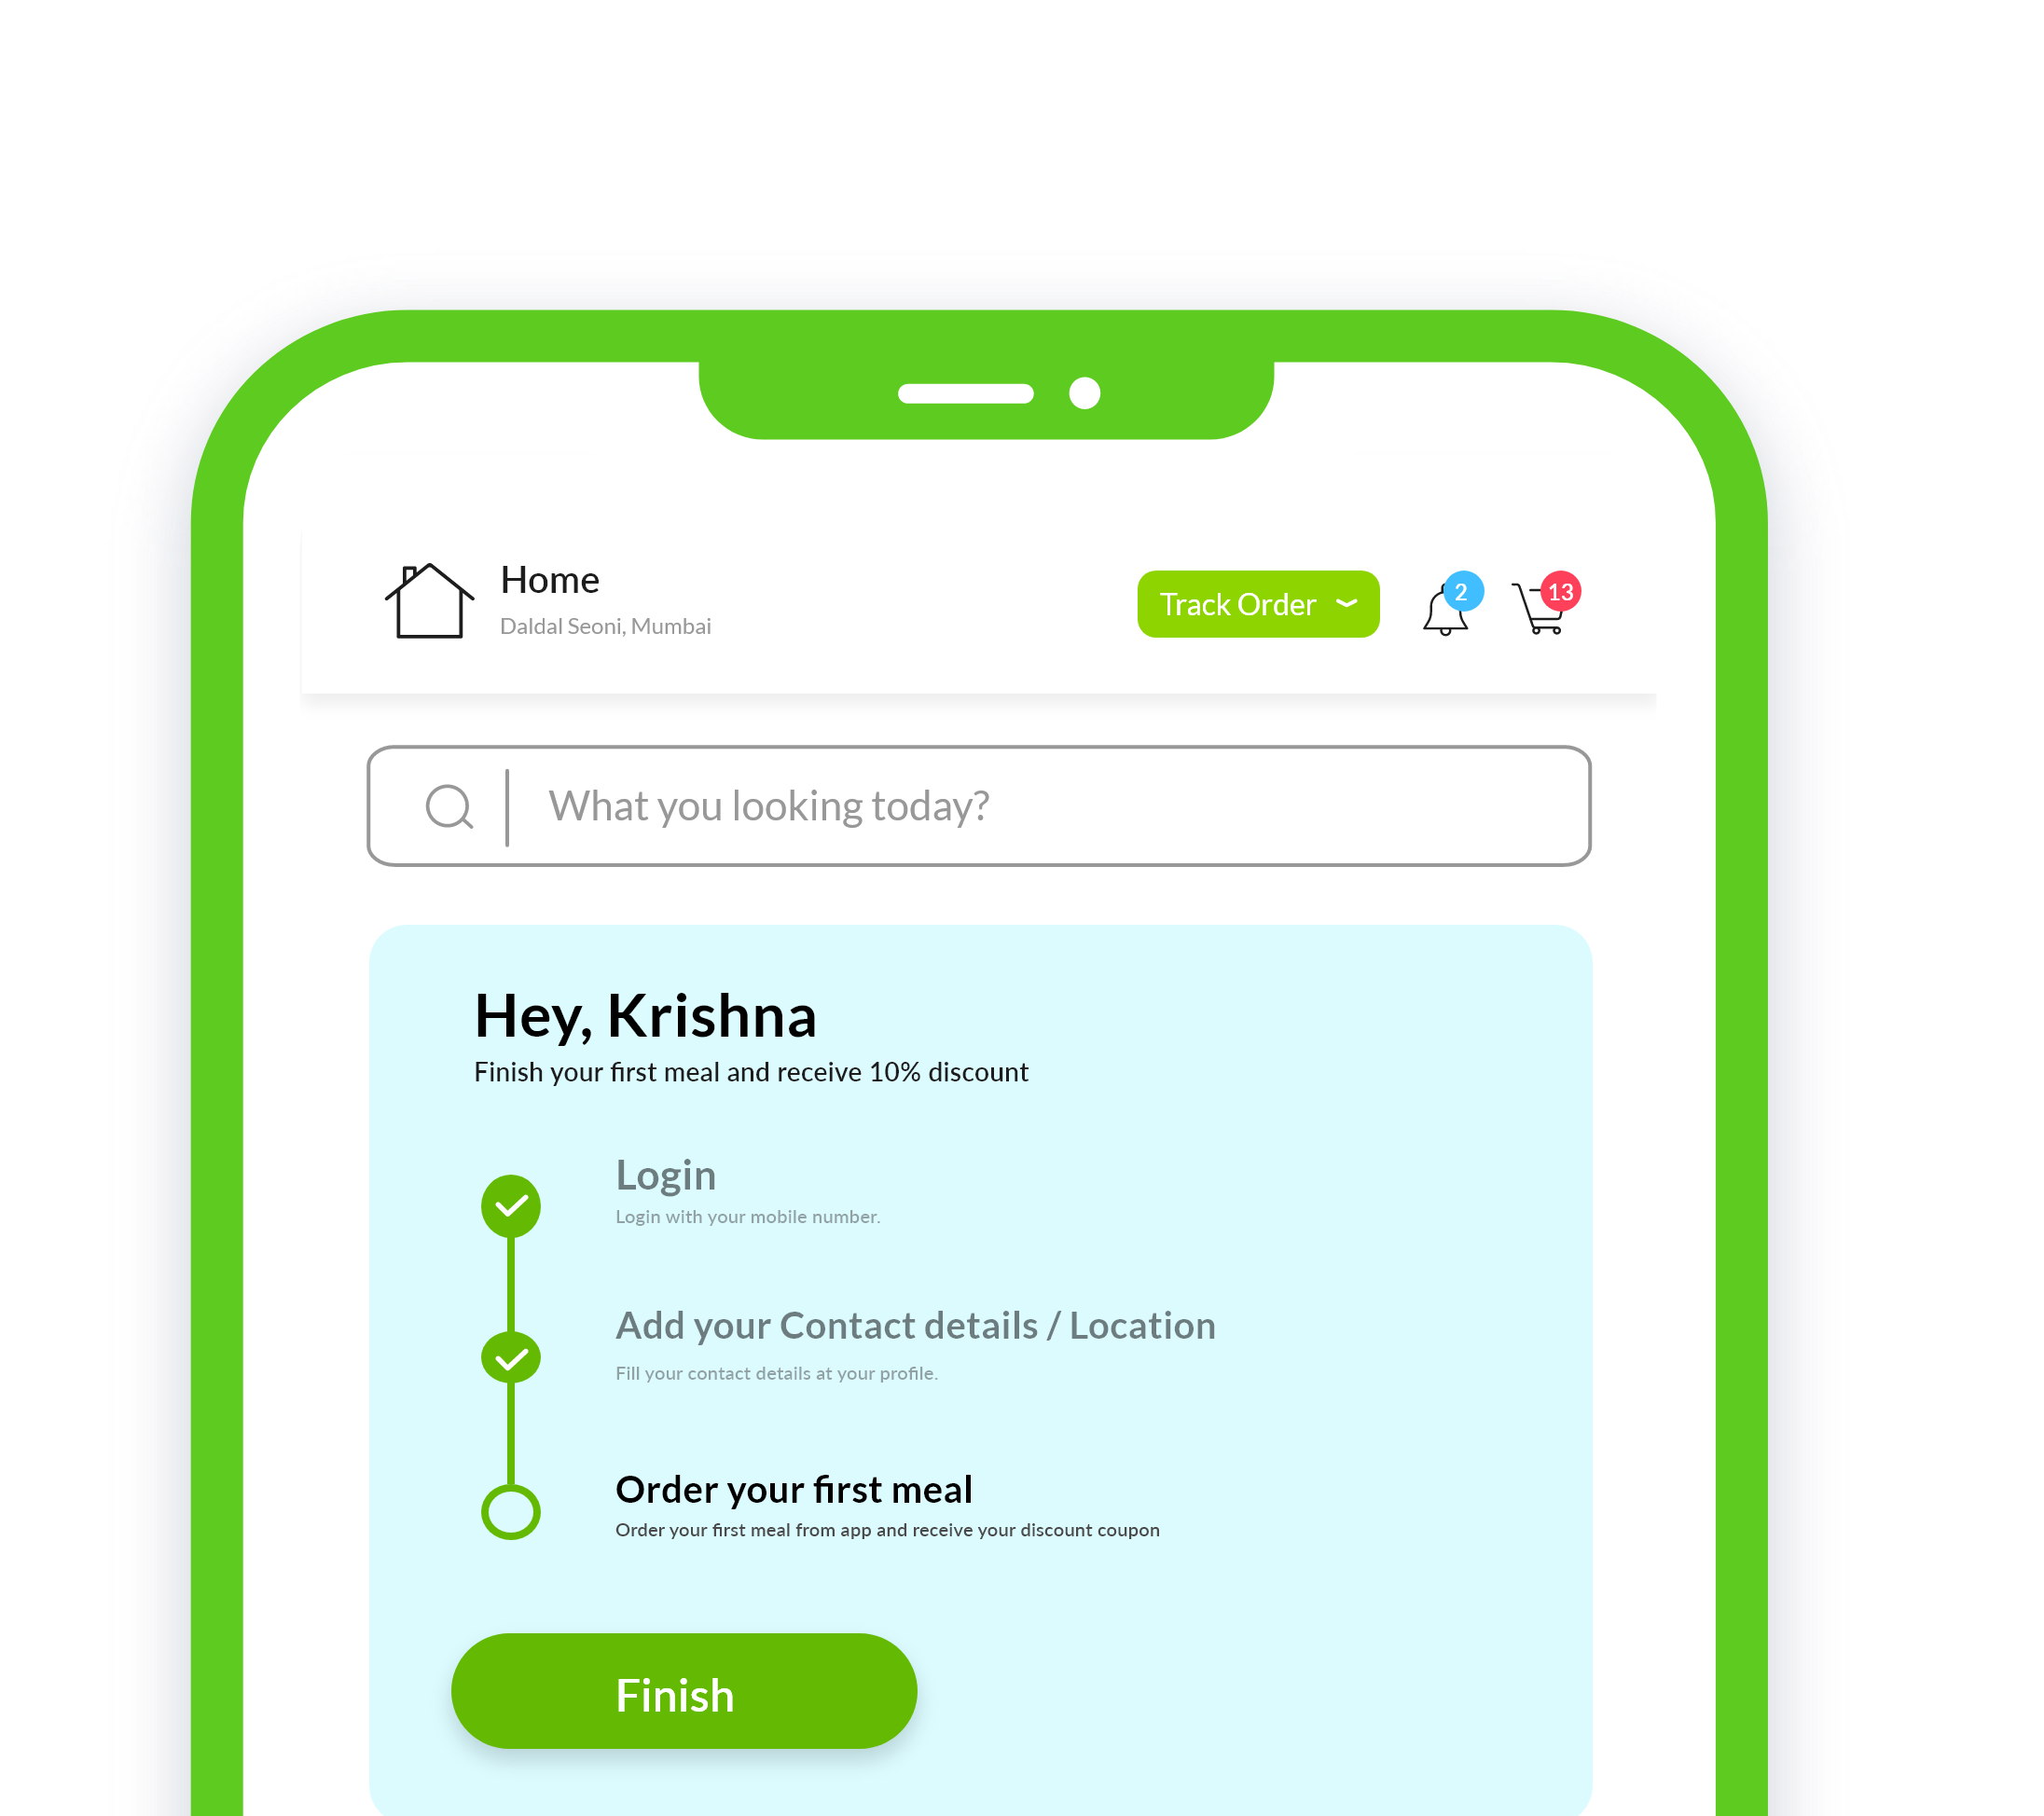 Home
Daldal Seoni, Mumbai
Track Order
2
13
What you looking today?
Hey, Krishna
Finish your first meal and receive 10% discount
Login
Login with your mobile number.
Add your Contact details / Location
Fill your contact details at your profile.
Order your first meal
Order your first meal from app and receive your discount coupon
Finish